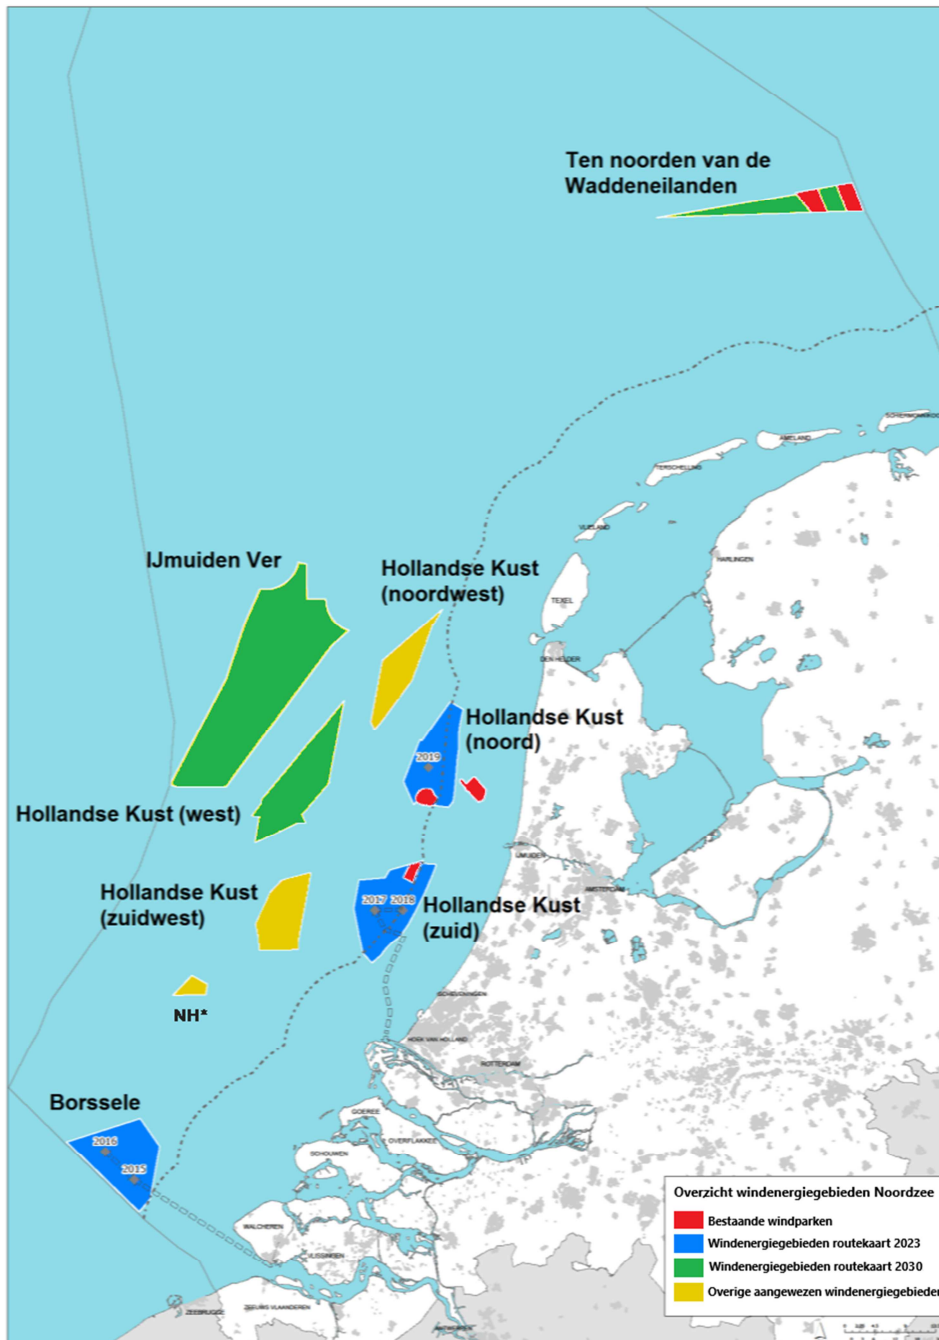 Ten noorden van de
Waddeneilanden
SCHIERMONNIKOOG
AMELAND
TERSCHELLING
VLIELAND
HARLINGEN
TEXEL
DEN HELDER
IJmuiden Ver
Hollandse Kust
(noordwest)
Hollandse Kust
(noord)
2019
Hollandse Kust (west)
IJMUIDEN
AMSTERDAM
Hollandse Kust
(zuidwest)
2017 2018
Hollandse Kust
(zuid)
NH*
SCHEVENINGEN
HOEK VAN HOLLAND
ROTTERDAM
Borssele
2016
2015
GOEREE
OVERFLAKKEE
SCHOUWEN
WALCHEREN
VLISSINGEN
ZEEBRUGGE
ZEEUWS VLAANDEREN
ANTWERPEN
Overzicht windenergiegebieden Noordzee
Bestaande windparken
Windenergiegebieden routekaart 2023
Windenergiegebieden routekaart 2030
Overige aangewezen windenergiegebieden